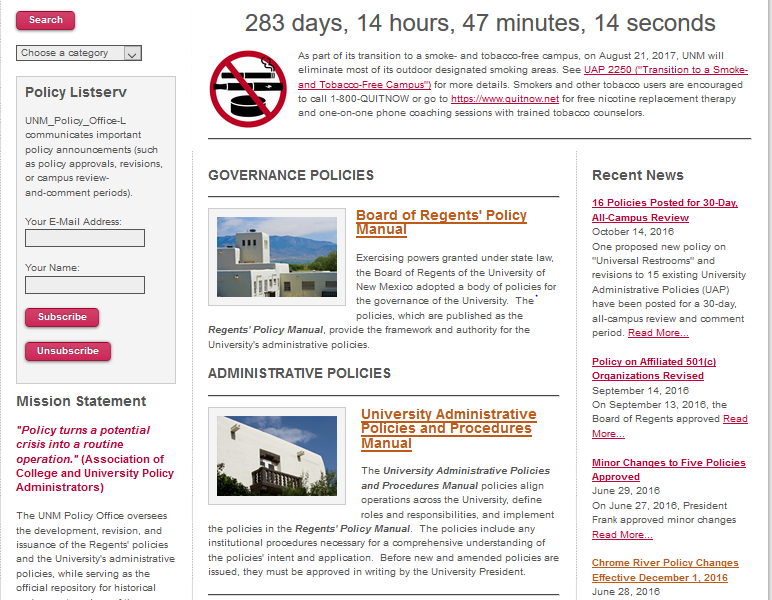 Search
Choose a category
Policy Listserv
UNM_Policy_Office-L
communicates important
policy announcements (such
as policy approvals, revisions,
or campus review-
and-comment periods).
Your E-Mail Address:
Your Name:
Subscribe
Unsubscribe
Mission Statement
"Policy turns a potential
crisis into a routine
operation." (Association of
College and University Policy
Administrators)
The UNM Policy Office oversees
the development, revision, and
issuance of the Regents' policies
and the University's administrative
policies, while serving as the
official repository for historical
283 days, 14 hours, 47 minutes, 14 seconds
As part of its transition to a smoke- and tobacco-free campus, on August 21, 2017, UNM will
eliminate most of its outdoor designated smoking areas. See UAP 2250 ("Transition to a Smoke-
and Tobacco-Free Campus") for more details. Smokers and other tobacco users are encouraged
to call 1-800-QUITNOW or go to https://www.quitnow.net for free nicotine replacement therapy
and one-on-one phone coaching sessions with trained tobacco counselors.
GOVERNANCE POLICIES
Board of Regents' Policy
Manual
Exercising powers granted under state law,
the Board of Regents of the University of
New Mexico adopted a body of policies for
the governance of the University. The
policies, which are published as the
Regents' Policy Manual, provide the framework and authority for the
University's administrative policies.
ADMINISTRATIVE POLICIES
University Administrative
Policies and Procedures
Manual
The University Administrative Policies
and Procedures Manual policies align
operations across the University, define
roles and responsibilities, and implement
the policies in the Regents' Policy Manual. The policies include any
institutional procedures necessary for a comprehensive understanding of
the policies' intent and application. Before new and amended policies are
issued, they must be approved in writing by the University President.
Recent News
16 Policies Posted for 30-Day,
All-Campus Review
October 14, 2016
One proposed new policy on
"Universal Restrooms" and
revisions to 15 existing University
Administrative Policies (UAP)
have been posted for a 30-day,
all-campus review and comment
period. Read More...
Policy on Affiliated 501(c)
Organizations Revised
September 14, 2016
On September 13, 2016, the
Board of Regents approved Read
More...
Minor Changes to Five Policies
Approved
June 29, 2016
On June 27, 2016, President
Frank approved minor changes
Read More...
Chrome River Policy Changes
Effective December 1, 2016
June 28, 2016